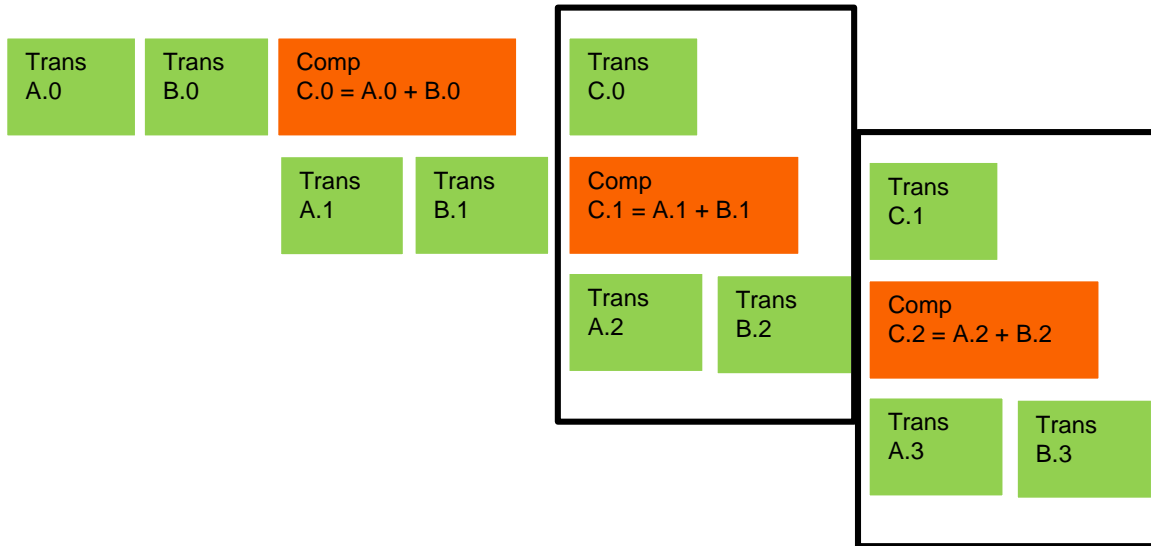 Trans
A.0
Trans
B.0
Comp
C.0 = A.0 + B.0
Trans
C.0
Trans
A.1
Trans
B.1
Comp
C.1 = A.1 + B.1
Trans
C.1
Trans
A.2
Trans
B.2
Comp
C.2 = A.2 + B.2
Trans
A.3
Trans
B.3